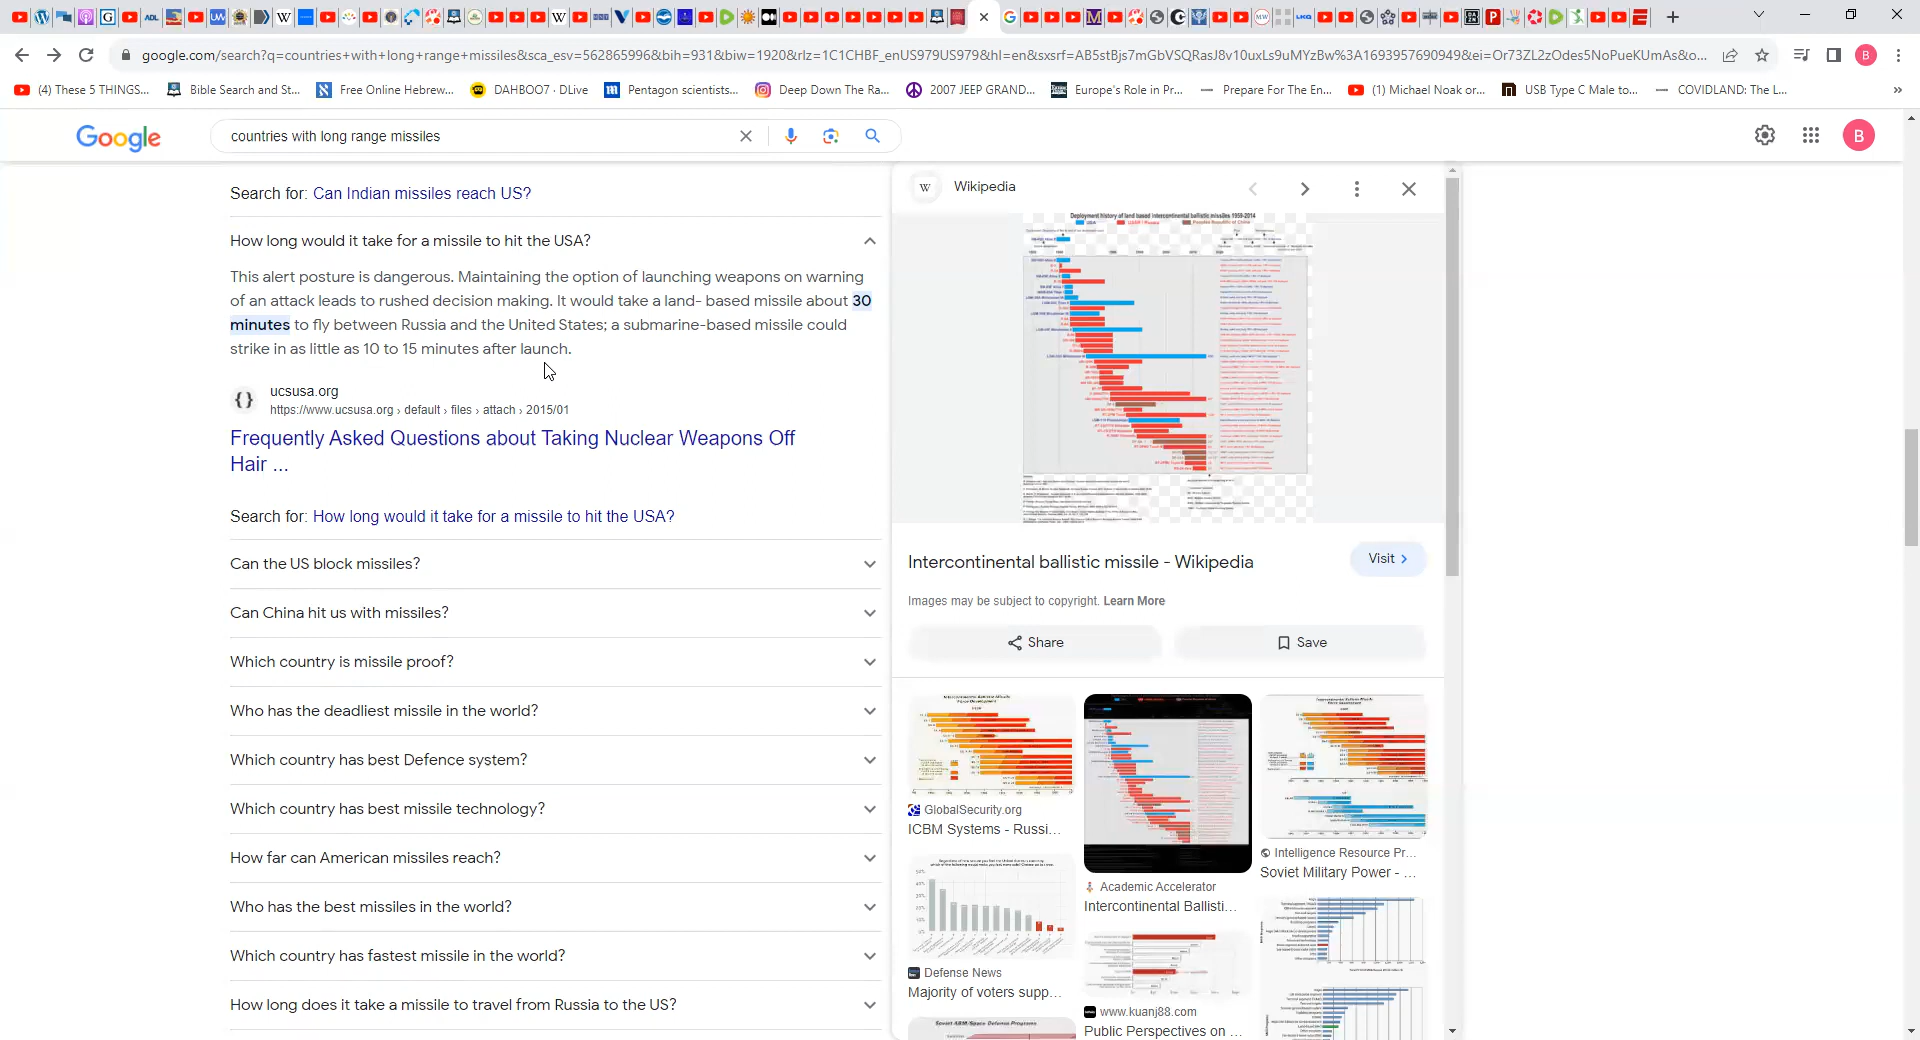 google.com/search?q=countries+with+long+range+missiles&sca_esv=562865996&bih=931&biw=1920&rlz=1C1CHBF_enUS979US979&hl=en&sxsrf=AB5stBjs7mGbVSQRasJ8v10uxLs9uMYzBw%3A1693957690949&ei=Or73ZL2zOdes5NoPueKUmAs&o...
(4) These 5 THINGS...
Bible Search and St...
Free Online Hebrew...
DAHBOO7 - DLive
Pentagon scientists...
Deep Down The Ra...
2007 JEEP GRAND...
Europe's Role in Pr...
Prepare For The En...
(1) Michael Noak or...
USB Type C Male to...
COVIDLAND: The L...
Google
countries with long range missiles
B
Search for: Can Indian missiles reach US?
How long would it take for a missile to hit the USA?
This alert posture is dangerous. Maintaining the option of launching weapons on warning
of an attack leads to rushed decision making. It would take a land- based missile about 30
minutes to fly between Russia and the United States; a submarine-based missile could
strike in as little as 10 to 15 minutes after launch.
ucsusa.org
https://www.ucsusa.org › default › files › attach › 2015/01
Frequently Asked Questions about Taking Nuclear Weapons Off
Hair ...
Search for: How long would it take for a missile to hit the USA?
Can the US block missiles?
Can China hit us with missiles?
Which country is missile proof?
Who has the deadliest missile in the world?
Which country has best Defence system?
Which country has best missile technology?
How far can American missiles reach?
Who has the best missiles in the world?
Which country has fastest missile in the world?
How long does it take a missile to travel from Russia to the US?
W
Wikipedia
Deployment history of land based intercontinental ballistic missiles 1959-2014
Intercontinental ballistic missile - Wikipedia
Visit
Images may be subject to copyright. Learn More
Share
Save
GlobalSecurity.org
ICBM Systems - Russi...
Academic Accelerator
Intercontinental Ballisti...
Intelligence Resource Pr...
Soviet Military Power - ...
Defense News
Majority of voters supp...
www.kuanj88.com
Public Perspectives on ...
Soviet ABM/Space Defense Programs